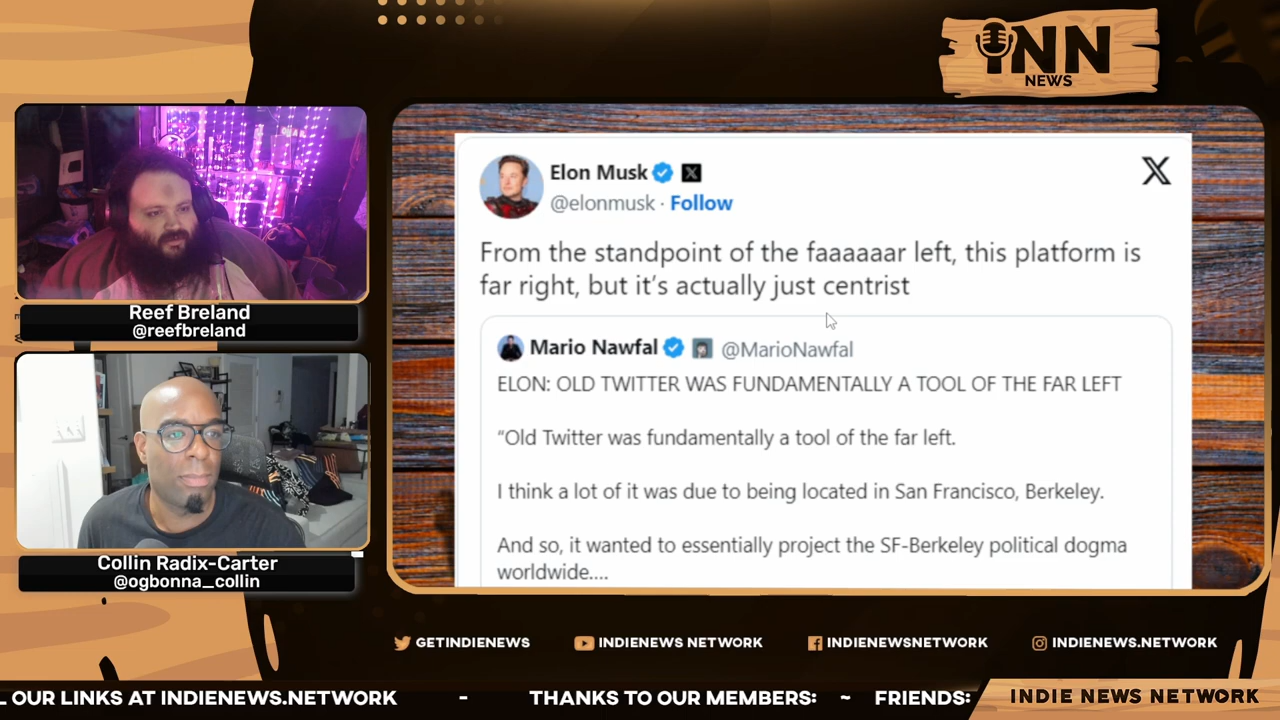 INN
NEWS
Elon Musk
@elonmusk · Follow
From the standpoint of the faaaaaar left, this platform is
far right, but it’s actually just centrist
Mario Nawfal @MarioNawfal
ELON: OLD TWITTER WAS FUNDAMENTALLY A TOOL OF THE FAR LEFT
“Old Twitter was fundamentally a tool of the far left.
I think a lot of it was due to being located in San Francisco, Berkeley.
And so, it wanted to essentially project the SF-Berkeley political dogma
worldwide....
Reef Breland
@reefbreland
Collin Radix-Carter
@ogbonna_collin
GETINDIENEWS
INDIENEWS NETWORK
INDIENEWSNETWORK
INDIENEWS.NETWORK
L OUR LINKS AT INDIENEWS.NETWORK - THANKS TO OUR MEMBERS: ~ FRIENDS:
INDIE NEWS NETWORK